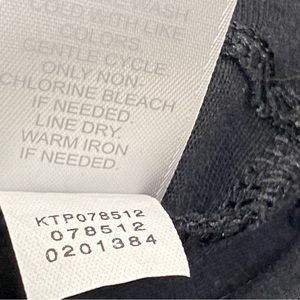 WASH
COLD WITH LIKE
COLORS
GENTLE CYCLE
ONLY NON-
CHLORINE BLEACH
IF NEEDED.
LINE DRY.
WARM IRON
IF NEEDED.
KTP078512
078512
0201384